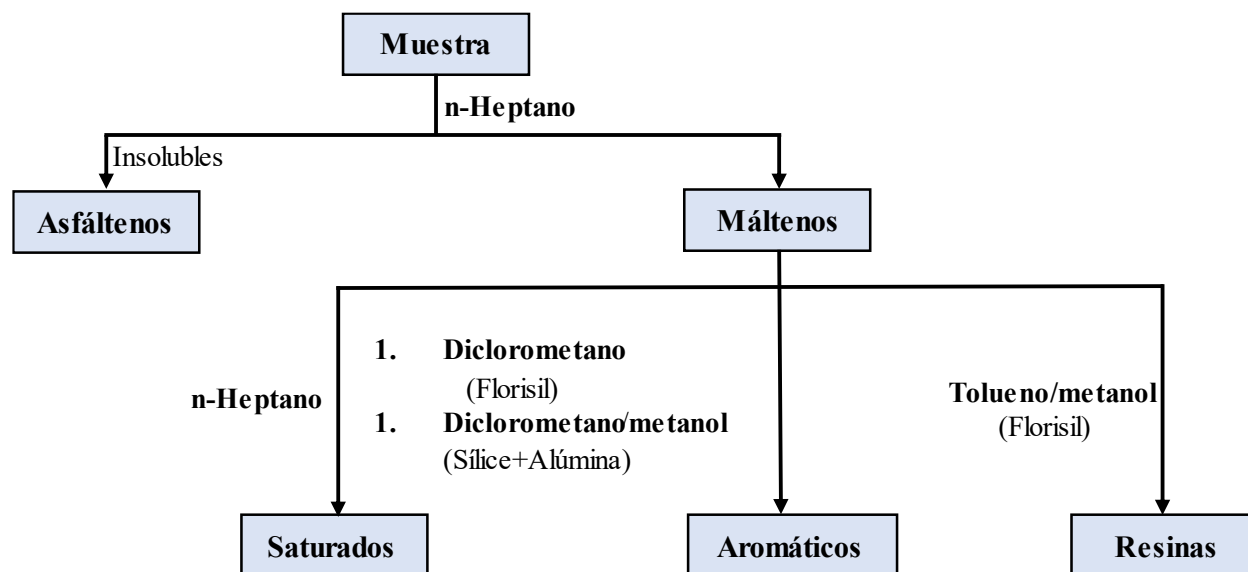 Muestra
n-Heptano
Insolubles
Asfáltenos
Máltenos
1. Diclorometano
(Florisil)
n-Heptano
1. Diclorometano/metanol
(Sílice+Alúmina)
Tolueno/metanol
(Florisil)
Saturados
Aromáticos
Resinas